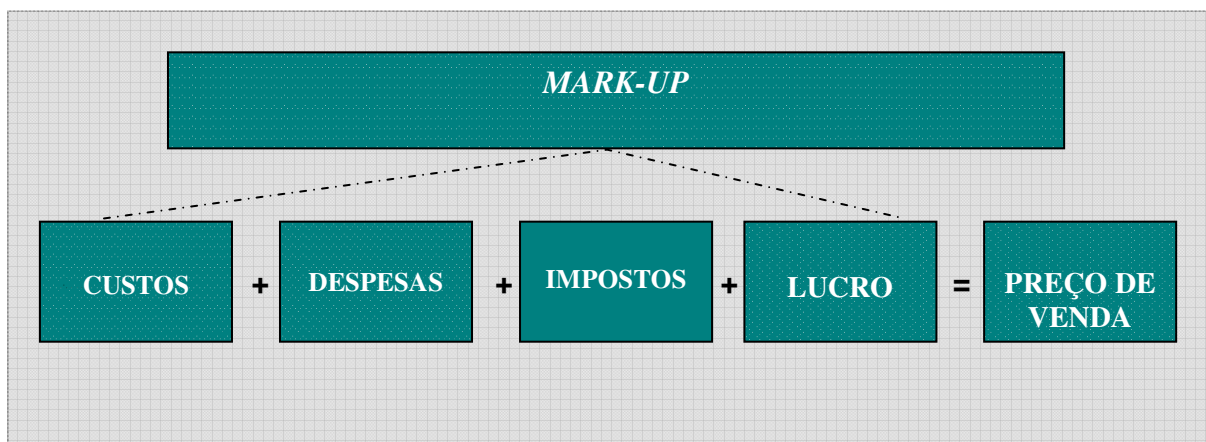 MARK-UP
CUSTOS + DESPESAS + IMPOSTOS + LUCRO = PREÇO DE
VENDA